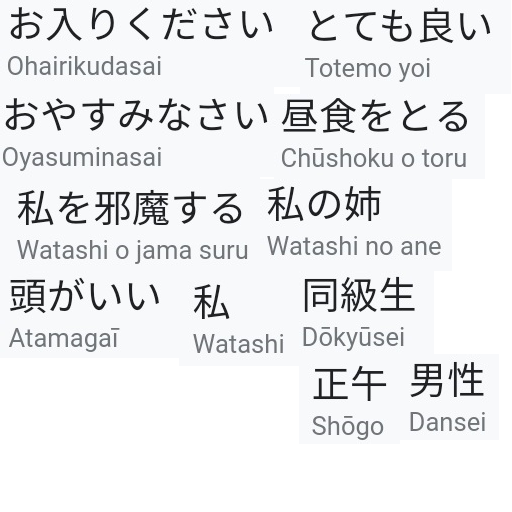 お入りください
Ohairikudasai
とても良い
Totemo yoi
おやすみなさい
Oyasuminasai
昼食をとる
Chūshoku o toru
私を邪魔する
Watashi o jama suru
私の姉
Watashi no ane
頭がいい
Atamagaī
私
Watashi
同級生
Dōkyūsei
正午
Shōgo
男性
Dansei